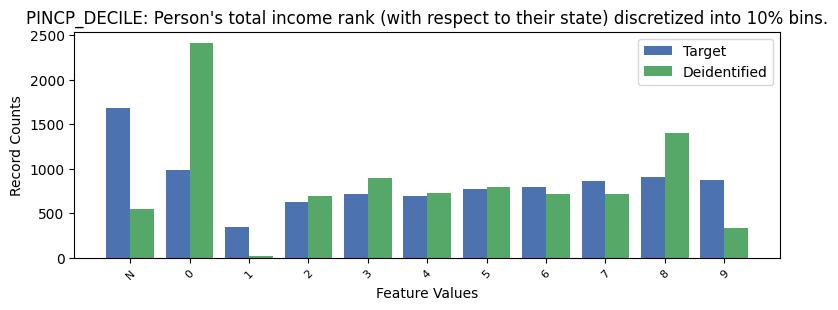 PINCP_DECILE: Person's total income rank (with respect to their state) discretized into 10% bins.
2500
2000
1500
1000
500
0
Record Counts
Target
Deidentified
N 0 1 2 3 4 5 6 7 8 9
Feature Values